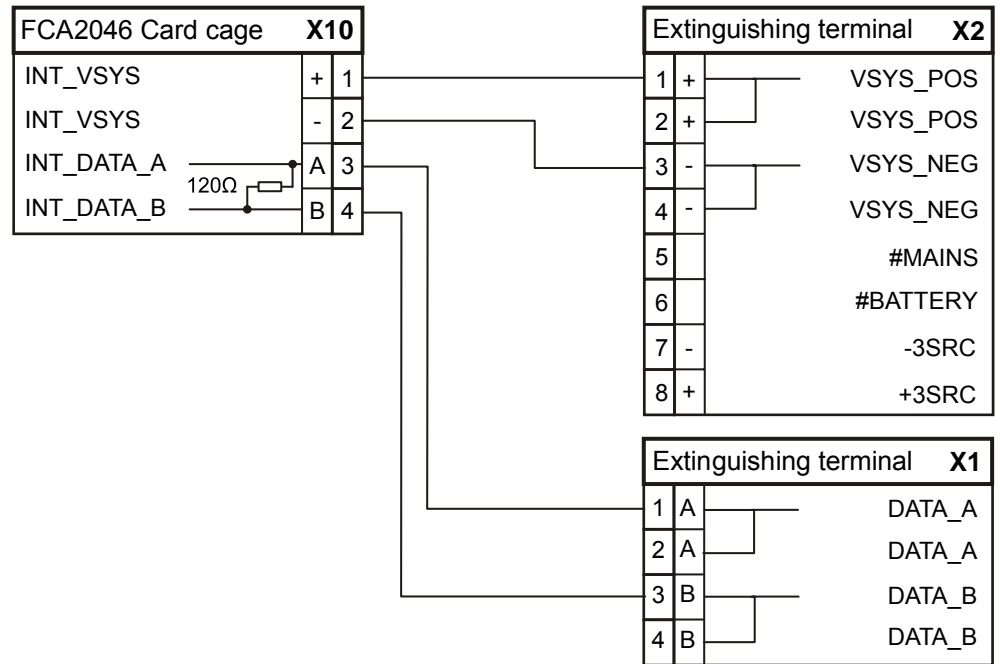 FCA2046 Card cage X10
INT_VSYS + 1
INT_VSYS - 2
INT_DATA_A A 3
120Ω
INT_DATA_B B 4
Extinguishing terminal X2
1 + VSYS_POS
2 + VSYS_POS
3 - VSYS_NEG
4 - VSYS_NEG
5 #MAINS
6 #BATTERY
7 - -3SRC
8 + +3SRC
Extinguishing terminal X1
1 A DATA_A
2 A DATA_A
3 B DATA_B
4 B DATA_B